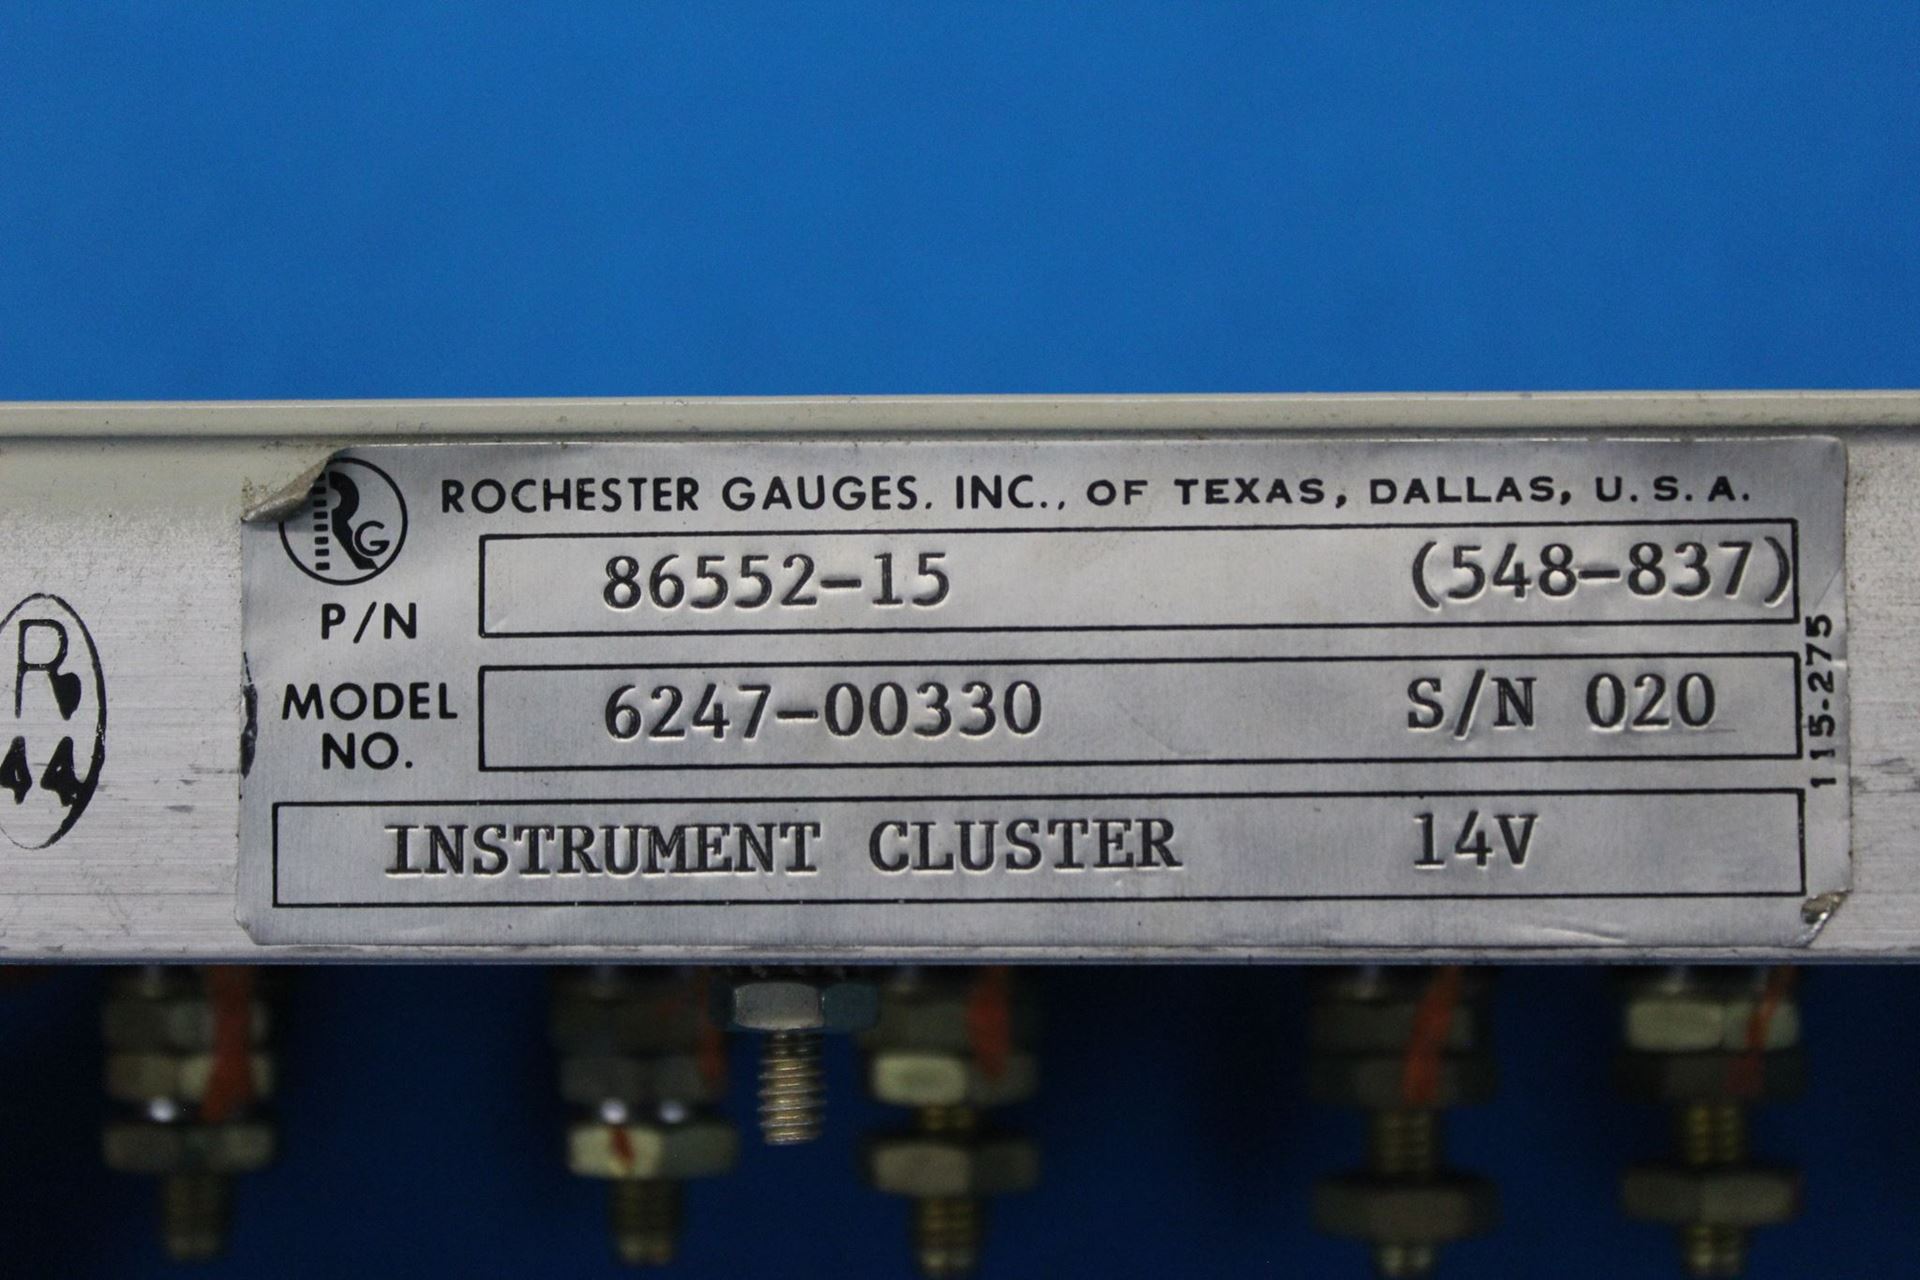 ROCHESTER GAUGES, INC., OF TEXAS, DALLAS, U.S.A.
RG
P/N 86552-15 (548-837)
MODEL NO. 6247-00330 S/N 020
INSTRUMENT CLUSTER 14V
115-275
R
44